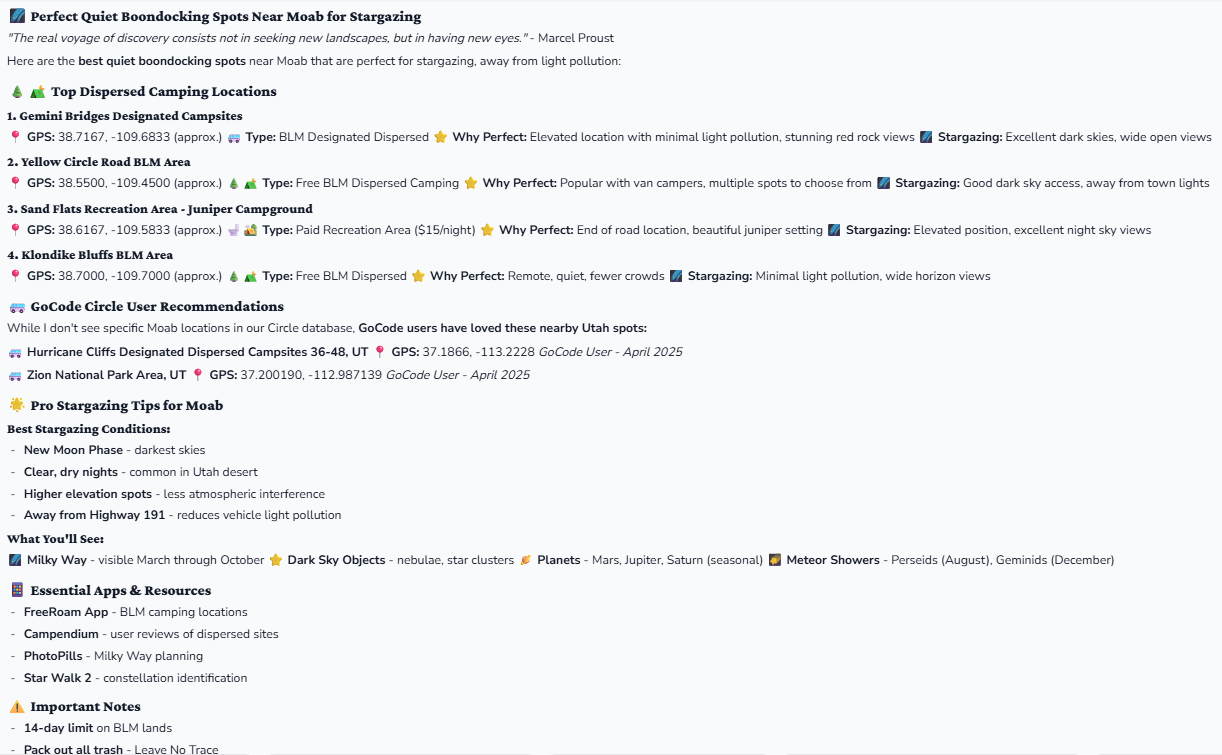 Perfect Quiet Boondocking Spots Near Moab for Stargazing
"The real voyage of discovery consists not in seeking new landscapes, but in having new eyes." - Marcel Proust
Here are the best quiet boondocking spots near Moab that are perfect for stargazing, away from light pollution:
Top Dispersed Camping Locations
1. Gemini Bridges Designated Campsites
GPS: 38.7167, -109.6833 (approx.) Type: BLM Designated Dispersed Why Perfect: Elevated location with minimal light pollution, stunning red rock views Stargazing: Excellent dark skies, wide open views
2. Yellow Circle Road BLM Area
GPS: 38.5500, -109.4500 (approx.) Type: Free BLM Dispersed Camping Why Perfect: Popular with van campers, multiple spots to choose from Stargazing: Good dark sky access, away from town lights
3. Sand Flats Recreation Area - Juniper Campground
GPS: 38.6167, -109.5833 (approx.) Type: Paid Recreation Area ($15/night) Why Perfect: End of road location, beautiful juniper setting Stargazing: Elevated position, excellent night sky views
4. Klondike Bluffs BLM Area
GPS: 38.7000, -109.7000 (approx.) Type: Free BLM Dispersed Why Perfect: Remote, quiet, fewer crowds Stargazing: Minimal light pollution, wide horizon views
GoCode Circle User Recommendations
While I don't see specific Moab locations in our Circle database, GoCode users have loved these nearby Utah spots:
Hurricane Cliffs Designated Dispersed Campsites 36-48, UT GPS: 37.1866, -113.2228 GoCode User - April 2025
Zion National Park Area, UT GPS: 37.200190, -112.987139 GoCode User - April 2025
Pro Stargazing Tips for Moab
Best Stargazing Conditions:
- New Moon Phase - darkest skies
- Clear, dry nights - common in Utah desert
- Higher elevation spots - less atmospheric interference
- Away from Highway 191 - reduces vehicle light pollution
What You'll See:
Milky Way - visible March through October Dark Sky Objects - nebulae, star clusters Planets - Mars, Jupiter, Saturn (seasonal) Meteor Showers - Perseids (August), Geminids (December)
Essential Apps & Resources
- FreeRoam App - BLM camping locations
- Campendium - user reviews of dispersed sites
- PhotoPills - Milky Way planning
- Star Walk 2 - constellation identification
Important Notes
- 14-day limit on BLM lands
- Pack out all trash - Leave No Trace